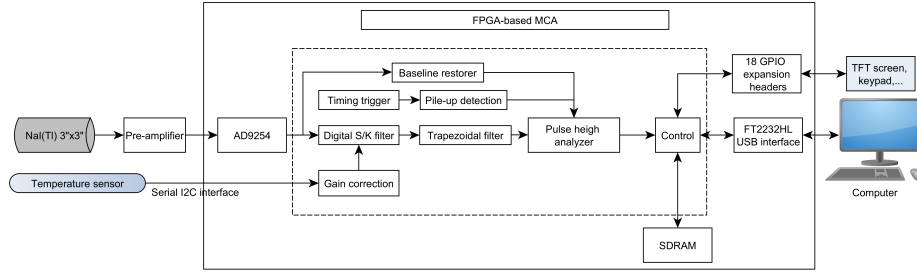 FPGA-based MCA
Baseline restorer
Timing trigger
Pile-up detection
18 GPIO
expansion
headers
TFT screen,
keypad,...
NaI(Tl) 3"x3"
Pre-amplifier
AD9254
Digital S/K filter
Trapezoidal filter
Pulse heigh
analyzer
Control
FT2232HL
USB interface
Computer
Temperature sensor
Serial I2C interface
Gain correction
SDRAM